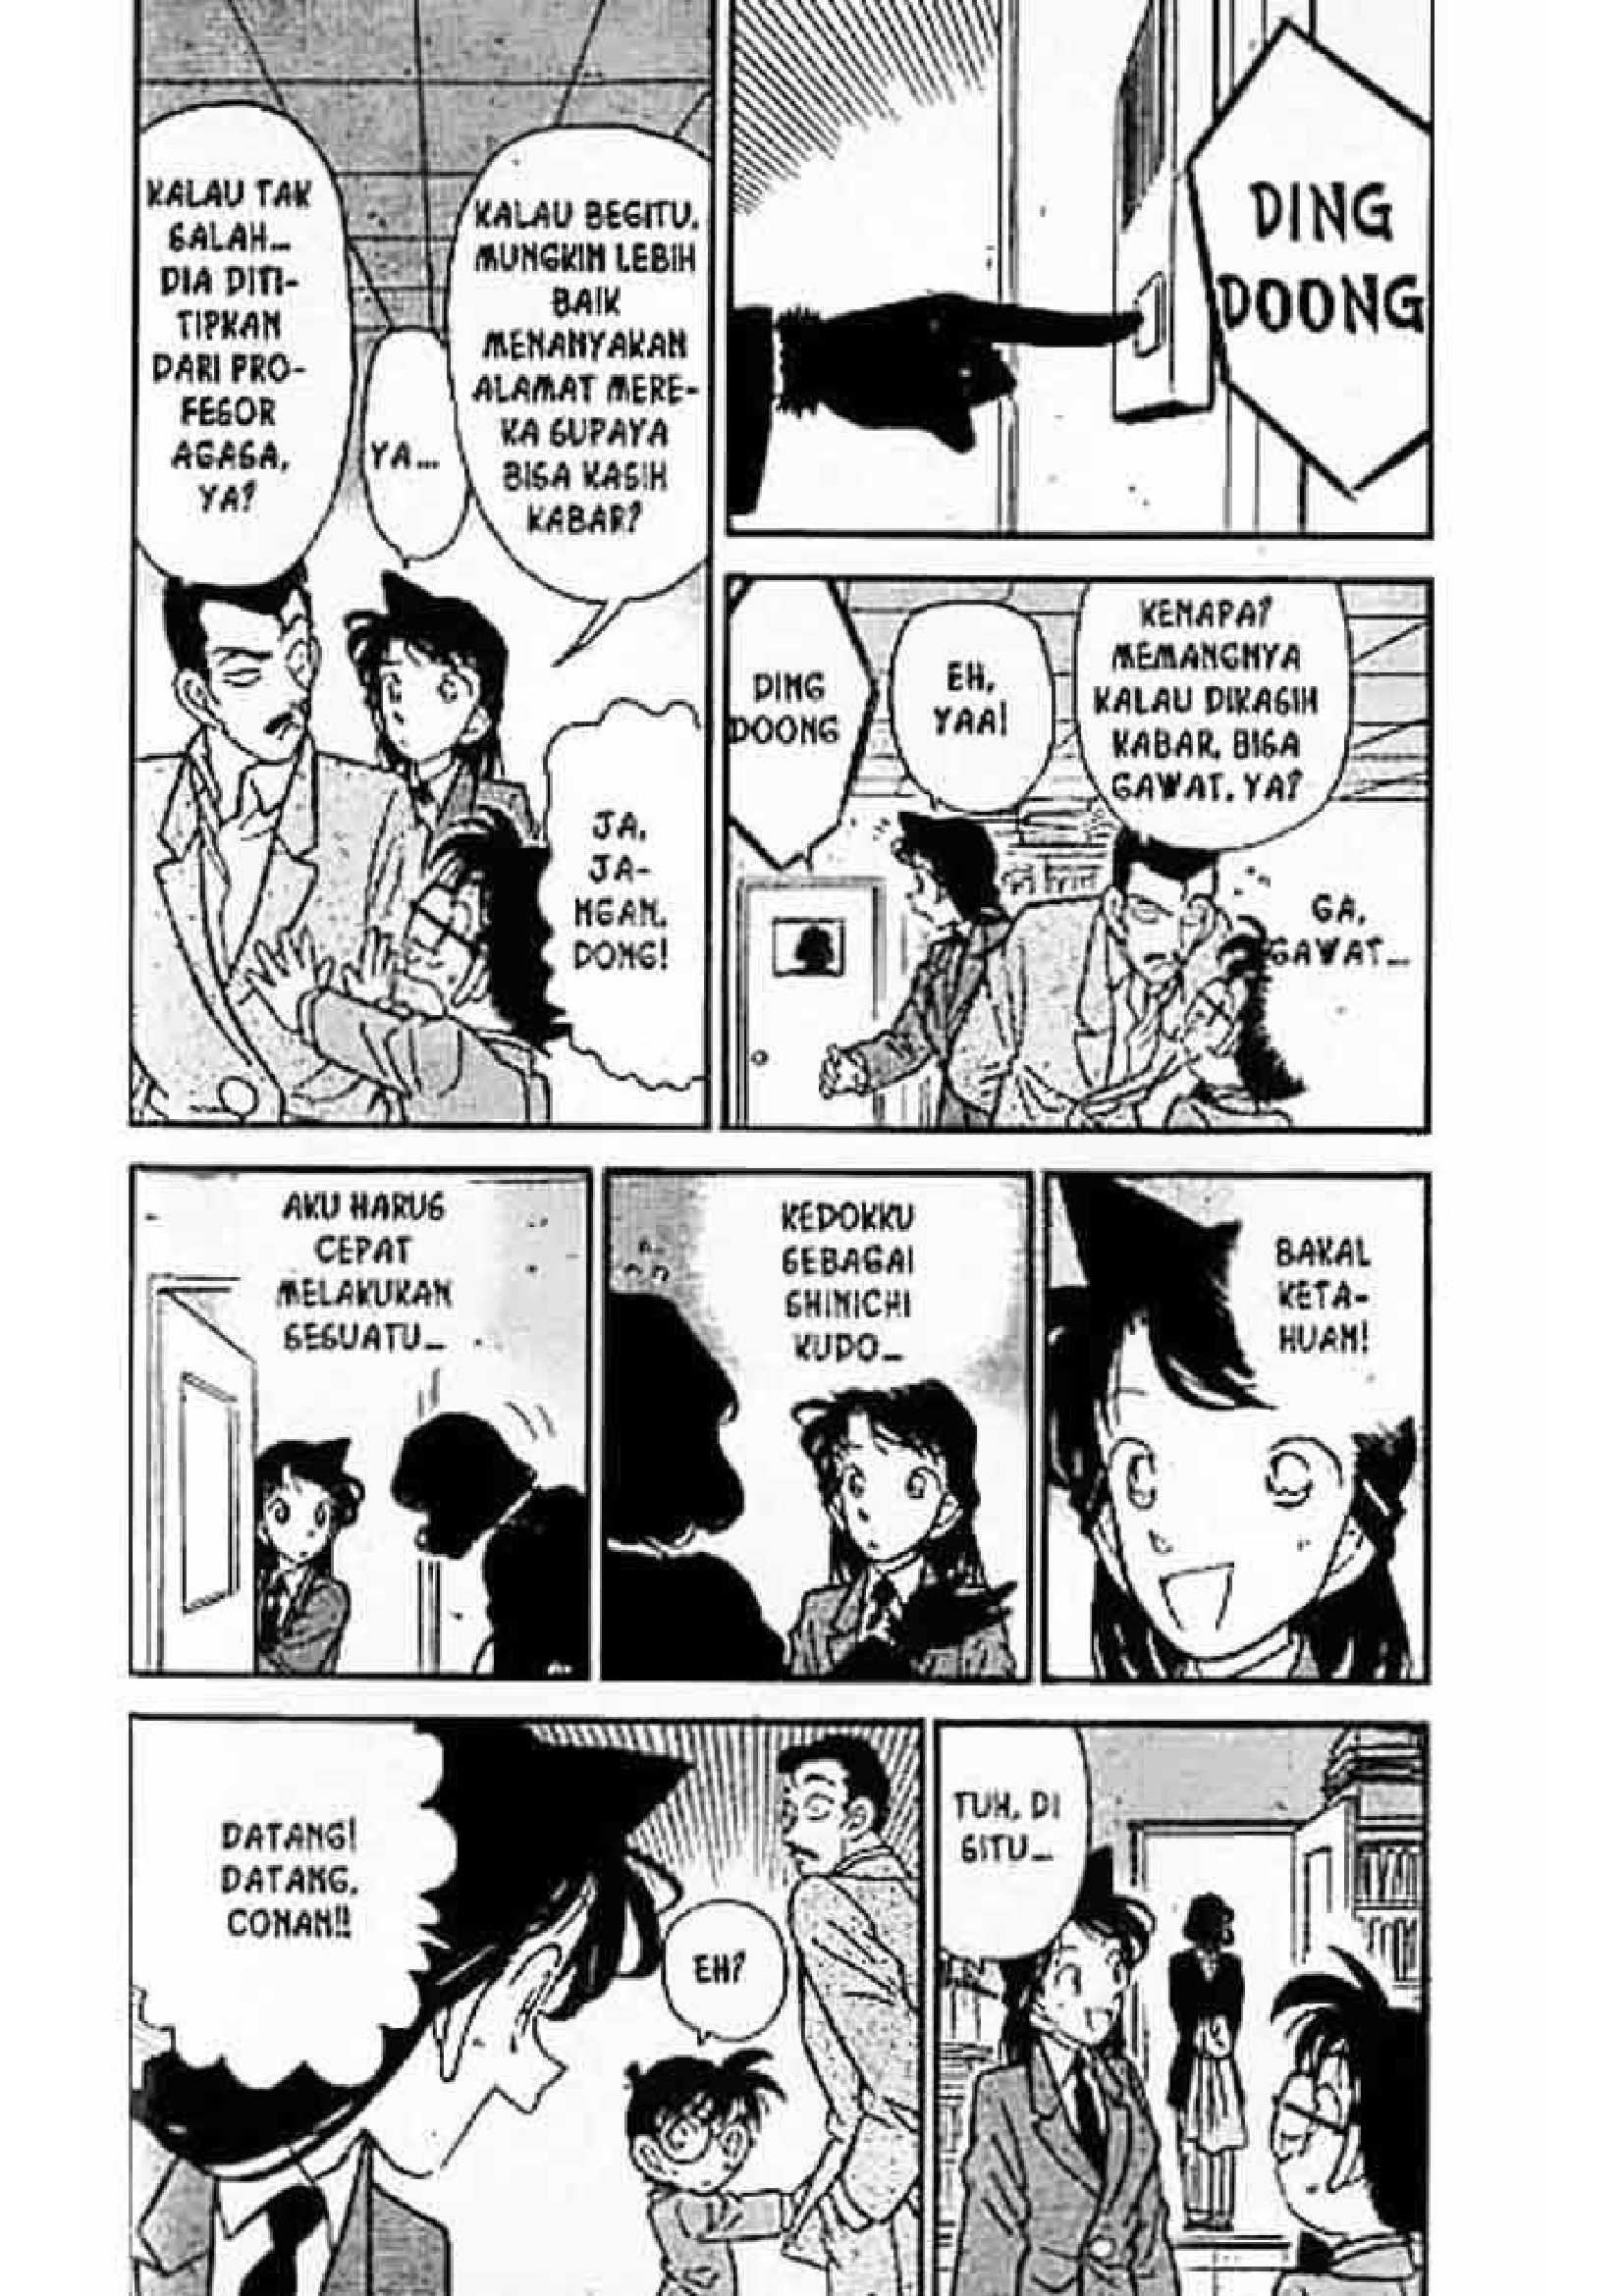 KALAU TAK
SALAH...
DIA DITI-
TIPKAN
DARI PRO-
FESOR
AGASA,
YA?
YA...
KALAU BEGITU,
MUNGKIN LEBIH
BAIK
MENANYAKAN
ALAMAT MERE-
KA SUPAYA
BISA KASIH
KABAR?
JA,
JA-
NGAN,
DONG!
DING
DOONG
DING
DOONG
EH,
YAA!
KENAPA?
MEMANGNYA
KALAU DIKASIH
KABAR, BISA
GAWAT, YA?
GA,
GAWAT...
AKU HARUS
CEPAT
MELAKUKAN
SESUATU...
KEDOKKU
SEBAGAI
SHINICHI
KUDO...
BAKAL
KETA-
HUAN!
DATANG!
DATANG,
CONAN!!
EH?
TUH, DI
SITU...